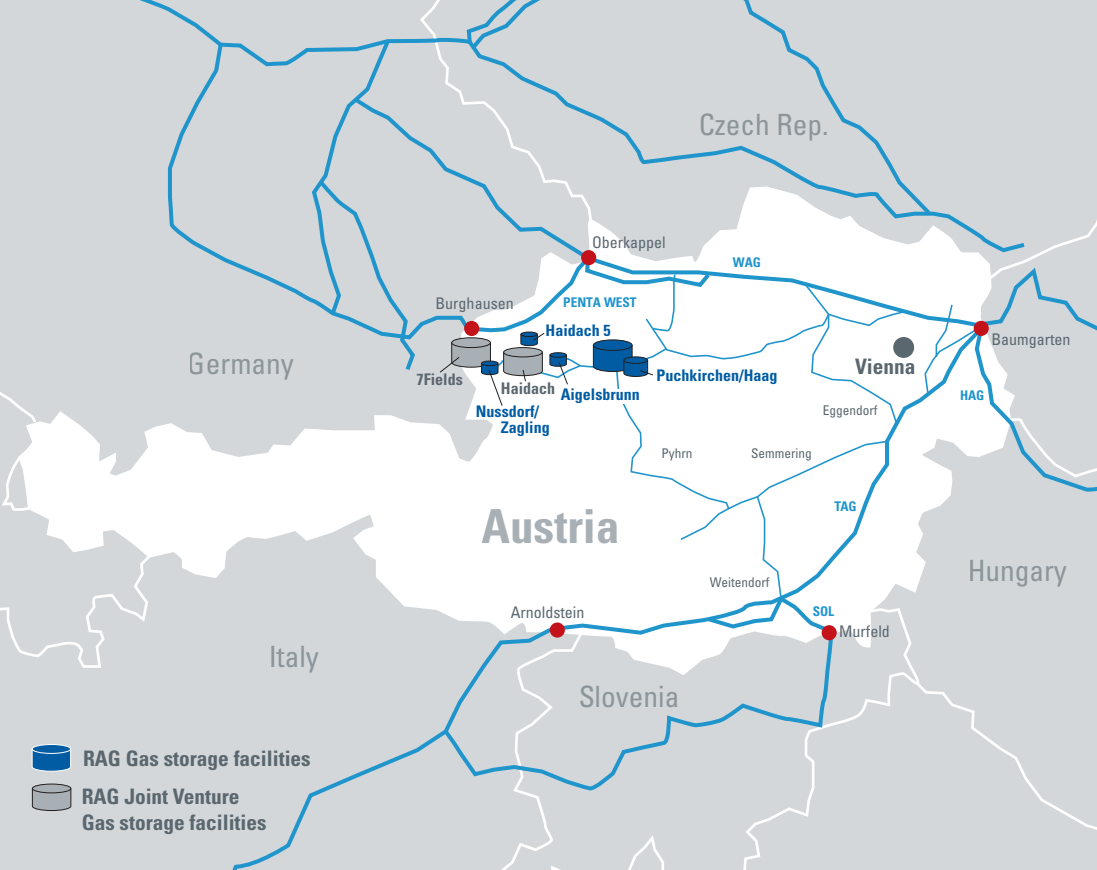 Czech Rep.
Oberkappel
WAG
Burghausen
PENTA WEST
Haidach 5
Baumgarten
Germany
Vienna
7Fields
Haidach
Aigelsbrunn
Puchkirchen/Haag
HAG
Nussdorf/
Zagling
Eggendorf
Pyhrn
Semmering
TAG
Austria
Hungary
Weitendorf
Arnoldstein
SOL
Murfeld
Italy
Slovenia
RAG Gas storage facilities
RAG Joint Venture
Gas storage facilities